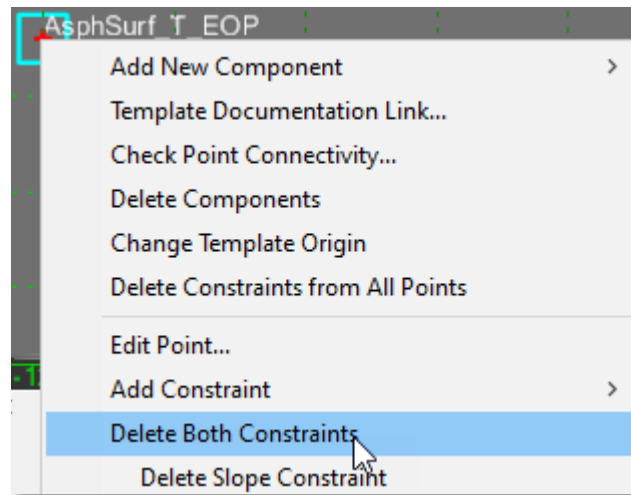 AsphSurf_T_EOP
Add New Component
Template Documentation Link...
Check Point Connectivity...
Delete Components
Change Template Origin
Delete Constraints from All Points
Edit Point...
Add Constraint
Delete Both Constraints
Delete Slope Constraint